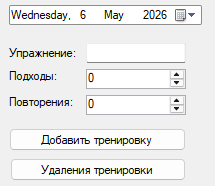 Wednesday, 6 May 2026
Упражнение:
Подходы: 0
Повторения: 0
Добавить тренировку
Удаления тренировки